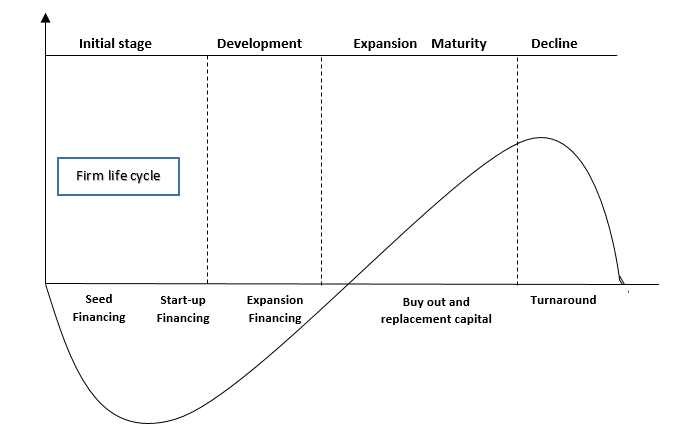 Initial stage Development Expansion Maturity Decline
Firm life cycle
Seed Start-up Expansion Buy out and Turnaround
Financing Financing Financing replacement capital